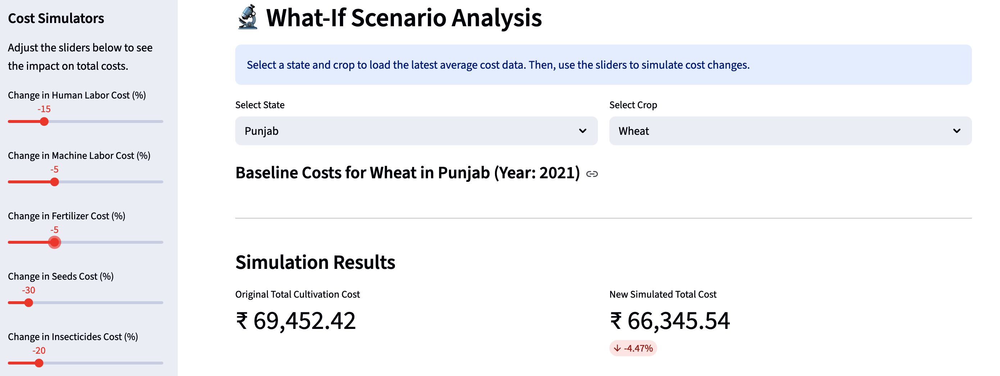 Cost Simulators
Adjust the sliders below to see
the impact on total costs.
Change in Human Labor Cost (%)
-15
Change in Machine Labor Cost (%)
-5
Change in Fertilizer Cost (%)
-5
Change in Seeds Cost (%)
-30
Change in Insecticides Cost (%)
-20
What-If Scenario Analysis
Select a state and crop to load the latest average cost data. Then, use the sliders to simulate cost changes.
Select State
Punjab
Select Crop
Wheat
Baseline Costs for Wheat in Punjab (Year: 2021)
Simulation Results
Original Total Cultivation Cost
₹ 69,452.42
New Simulated Total Cost
₹ 66,345.54
↓ -4.47%